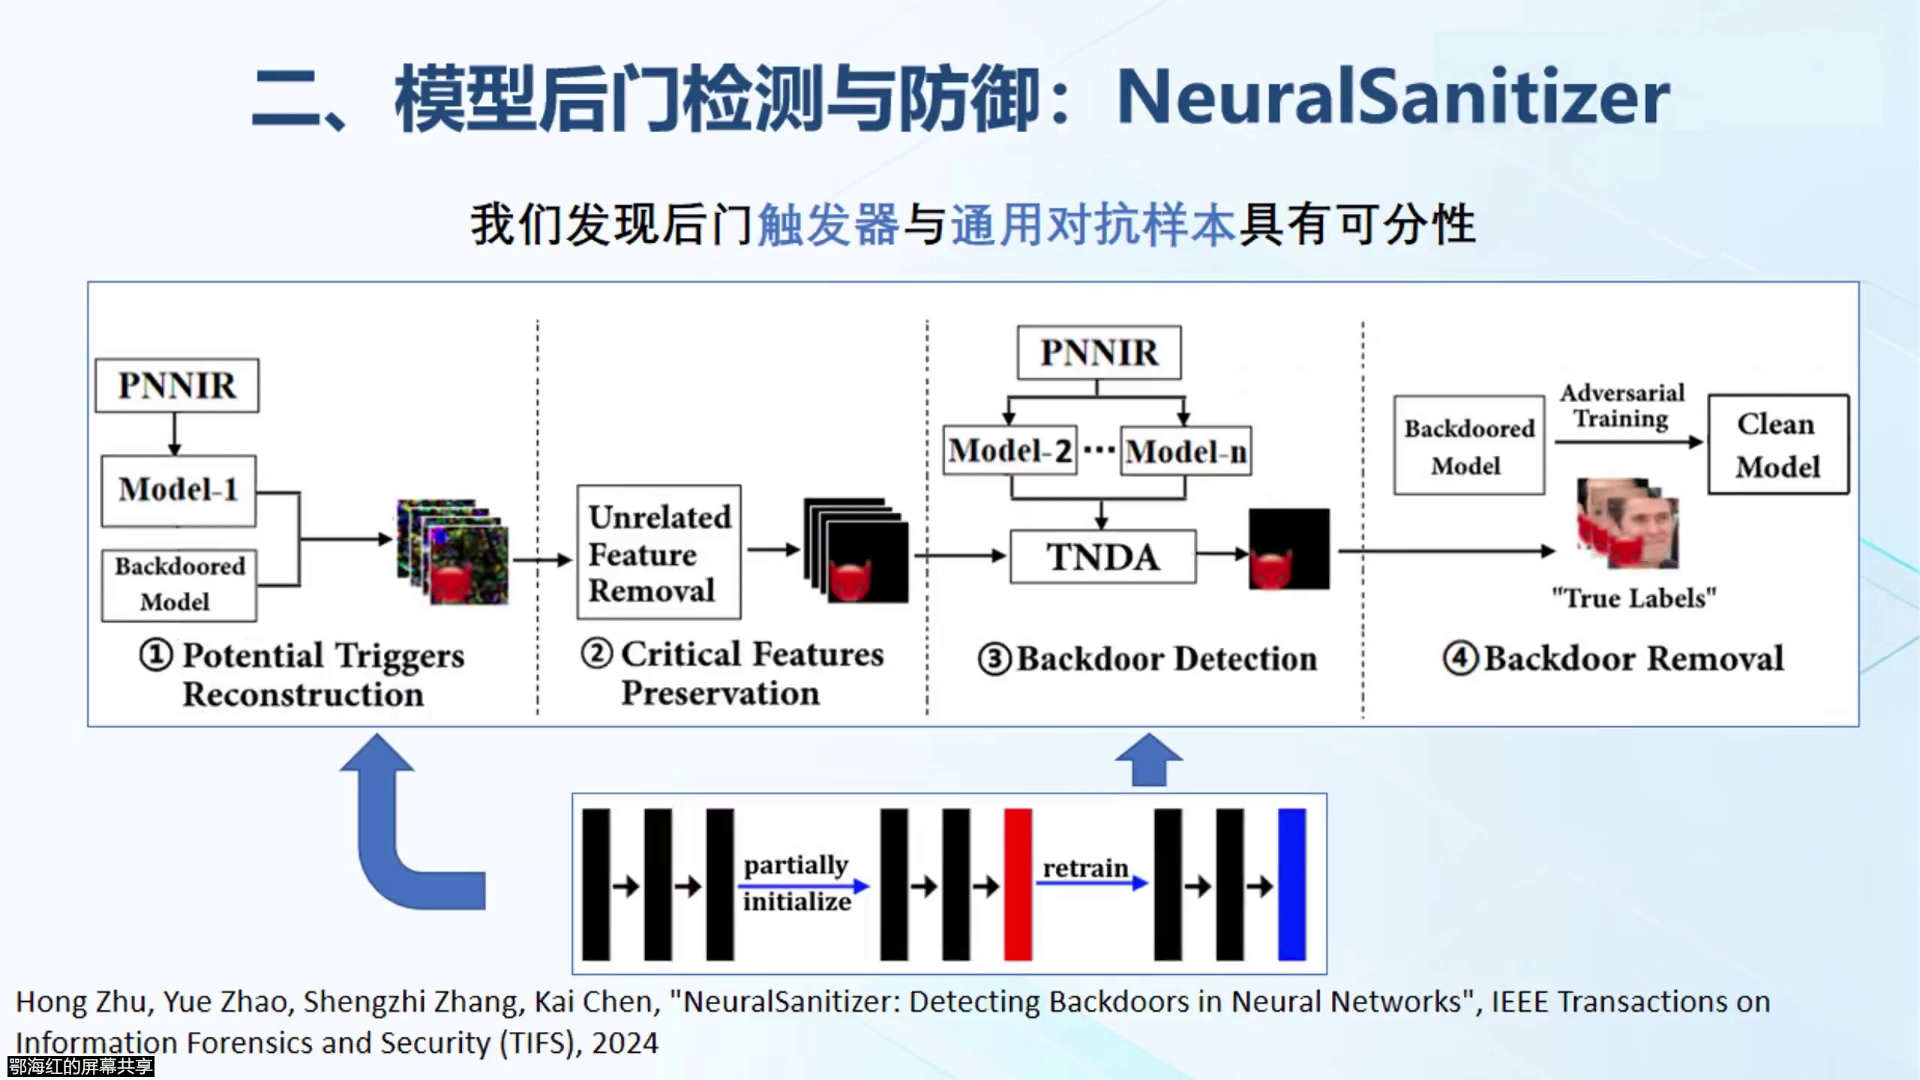 二、模型后门检测与防御：NeuralSanitizer
我们发现后门触发器与通用对抗样本具有可分性
PNNIR
Model-1
Backdoored
Model
① Potential Triggers
Reconstruction
Unrelated
Feature
Removal
② Critical Features
Preservation
PNNIR
Model-2 ··· Model-n
TNDA
③Backdoor Detection
Backdoored
Model
Adversarial
Training
Clean
Model
"True Labels"
④Backdoor Removal
partially
initialize
retrain
Hong Zhu, Yue Zhao, Shengzhi Zhang, Kai Chen, "NeuralSanitizer: Detecting Backdoors in Neural Networks", IEEE Transactions on
Information Forensics and Security (TIFS), 2024
鄂海红的屏幕共享